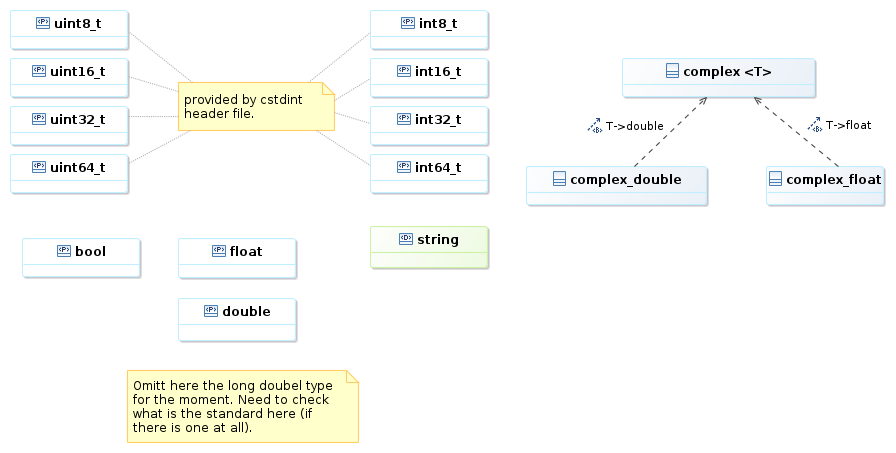 uint8_t
int8_t
uint16_t
int16_t
complex <T>
provided by cstdint
header file.
uint32_t
int32_t
T->double
T->float
uint64_t
int64_t
complex_double
complex_float
bool
float
string
double
Omitt here the long doubel type
for the moment. Need to check
what is the standard here (if
there is one at all).